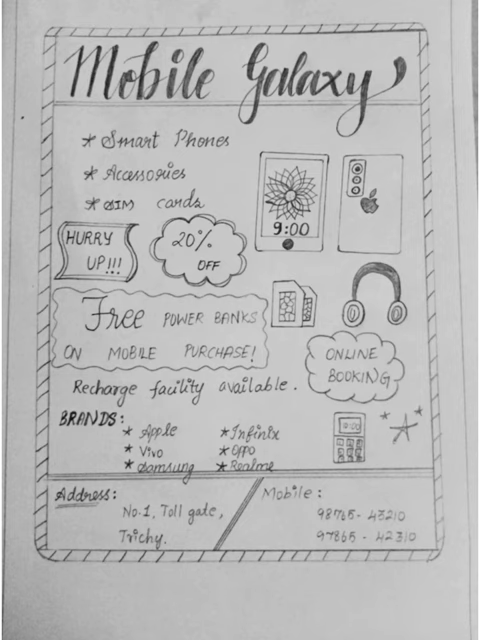 Mobile Galaxy
* Smart Phones
* Accessories
* SIM cards
9:00
HURRY
UP!!!
20%
OFF
Free POWER BANKS
ON MOBILE PURCHASE!
ONLINE
BOOKING
Recharge facility available.
BRANDS:
* Apple
* Infinix
* Vivo
* Oppo
* Samsung
* Realme
Address:
No.1, Toll gate,
Trichy.
Mobile:
98765-43210
97865-42310